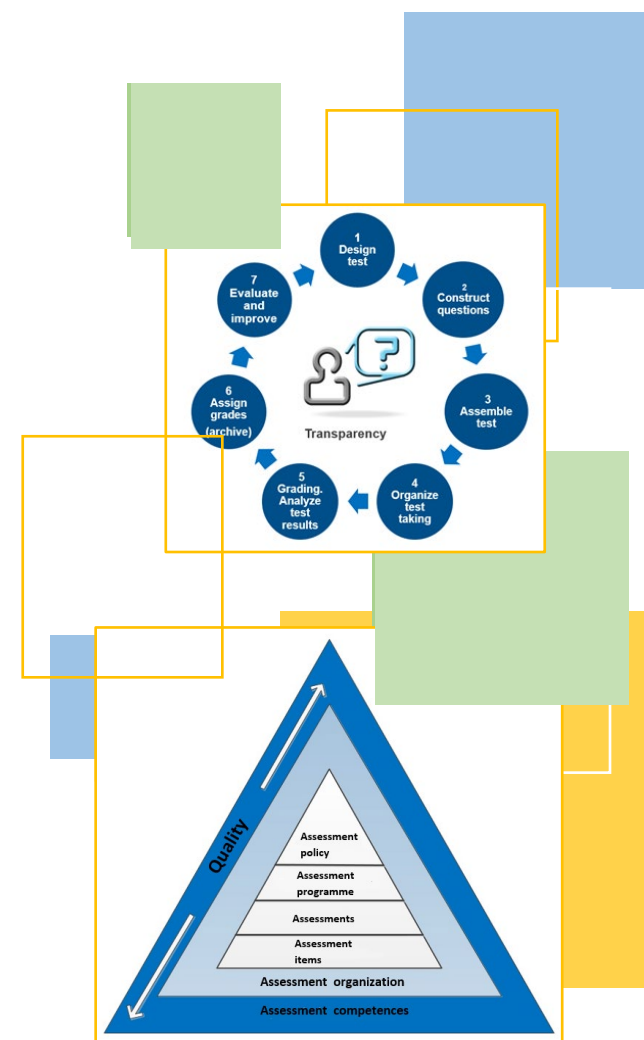 1
Design
test
2
Construct
questions
3
Assemble
test
4
Organize
test
taking
5
Grading.
Analyze
test
results
6
Assign
grades
(archive)
7
Evaluate
and
improve
?
Transparency
Quality
Assessment
policy
Assessment
programme
Assessments
Assessment
items
Assessment organization
Assessment competences